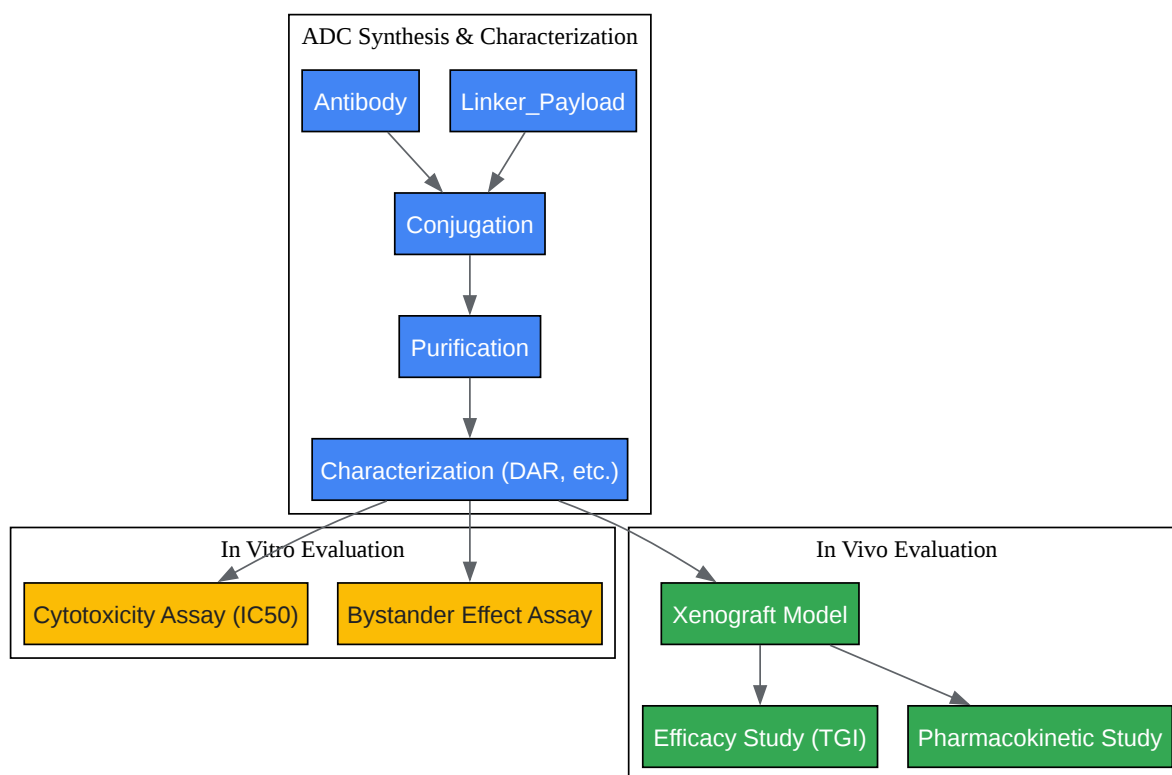 ADC Synthesis & Characterization
Antibody
Linker_Payload
Conjugation
Purification
Characterization (DAR, etc.)
In Vitro Evaluation
In Vivo Evaluation
Cytotoxicity Assay (IC50)
Bystander Effect Assay
Xenograft Model
Efficacy Study (TGI)
Pharmacokinetic Study